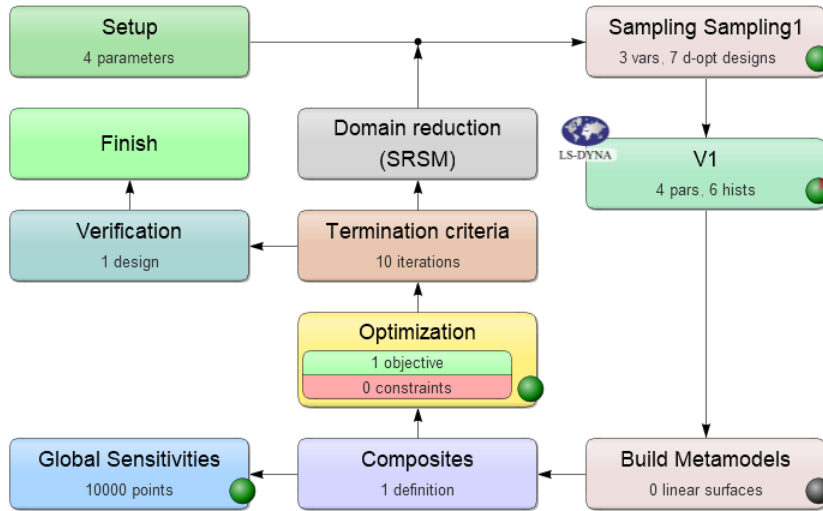 Setup
4 parameters
Sampling Sampling1
3 vars, 7 d-opt designs
Finish
Domain reduction
(SRSM)
LS-DYNA
V1
4 pars, 6 hists
Verification
1 design
Termination criteria
10 iterations
Optimization
1 objective
0 constraints
Global Sensitivities
10000 points
Composites
1 definition
Build Metamodels
0 linear surfaces